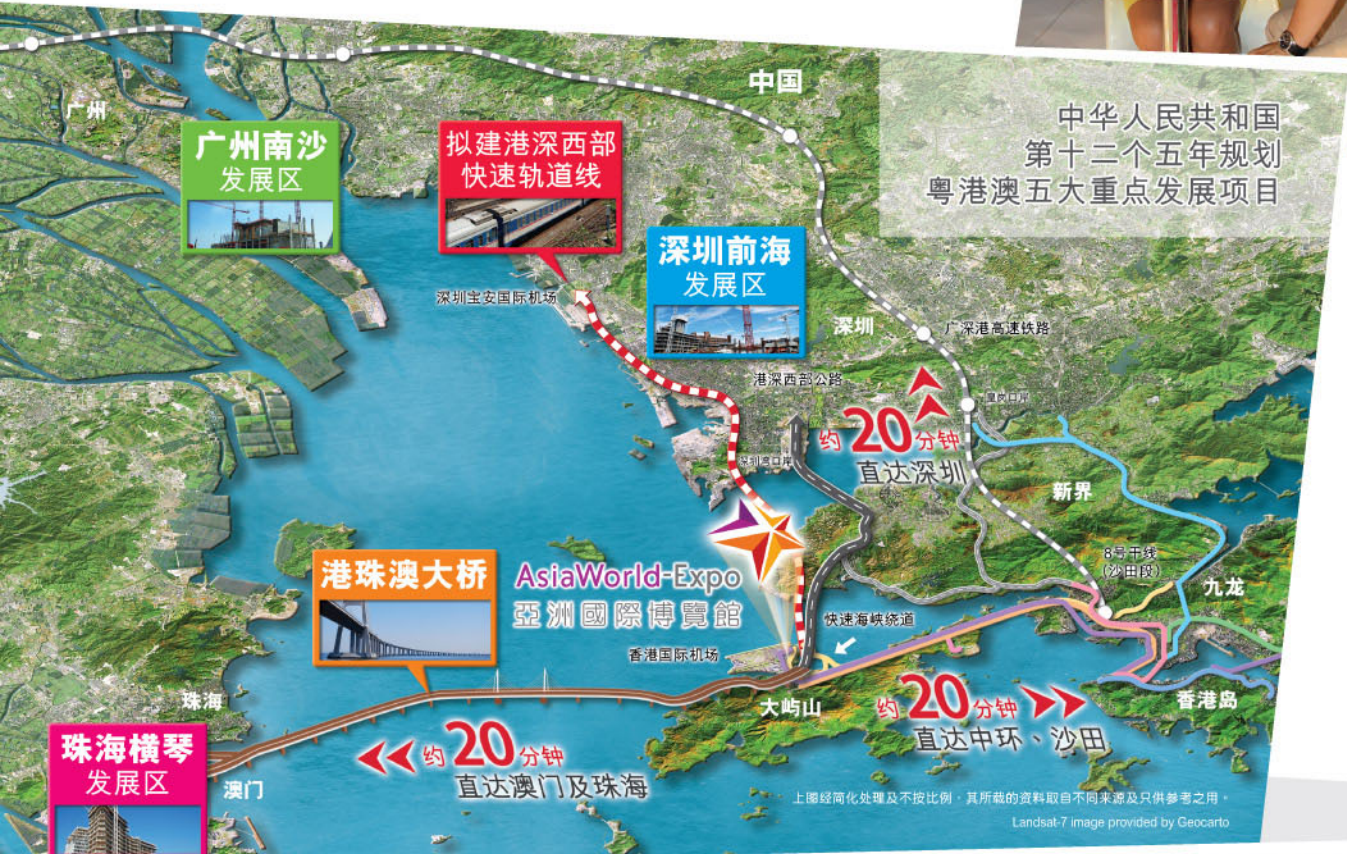 中国
中华人民共和国
第十二个五年规划
粤港澳五大重点发展项目
广州
广州南沙
发展区
拟建港深西部
快速轨道线
深圳前海
发展区
深圳宝安国际机场
深圳
广深港高速铁路
港深西部公路
皇岗口岸
约20分钟
直达深圳
深圳湾口岸
新界
8号干线
(沙田段)
九龙
港珠澳大桥
AsiaWorld-Expo
亞洲國際博覽館
快速海峡绕道
香港国际机场
珠海
大屿山
约20分钟
直达中环、沙田
香港岛
珠海横琴
发展区
澳门
约20分钟
直达澳门及珠海
上图经简化处理及不按比例。其所载的资料取自不同来源及只供参考之用。
Landsat-7 image provided by Geocarto